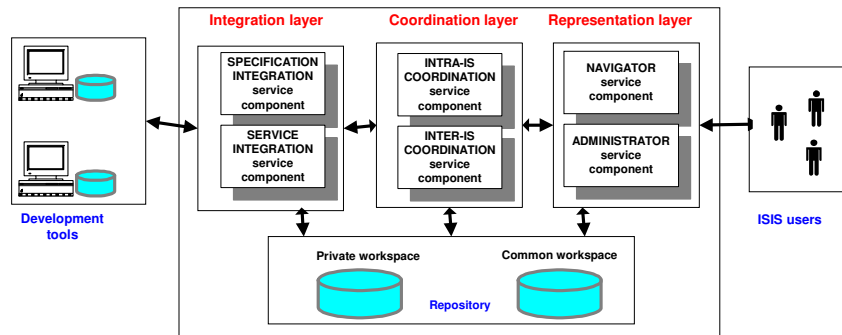 Integration layer
Coordination layer
Representation layer
SPECIFICATION
INTEGRATION
service
component
SERVICE
INTEGRATION
service
component
INTRA-IS
COORDINATION
service
component
INTER-IS
COORDINATION
service
component
NAVIGATOR
service
component
ADMINISTRATOR
service
component
Development
tools
ISIS users
Private workspace
Common workspace
Repository